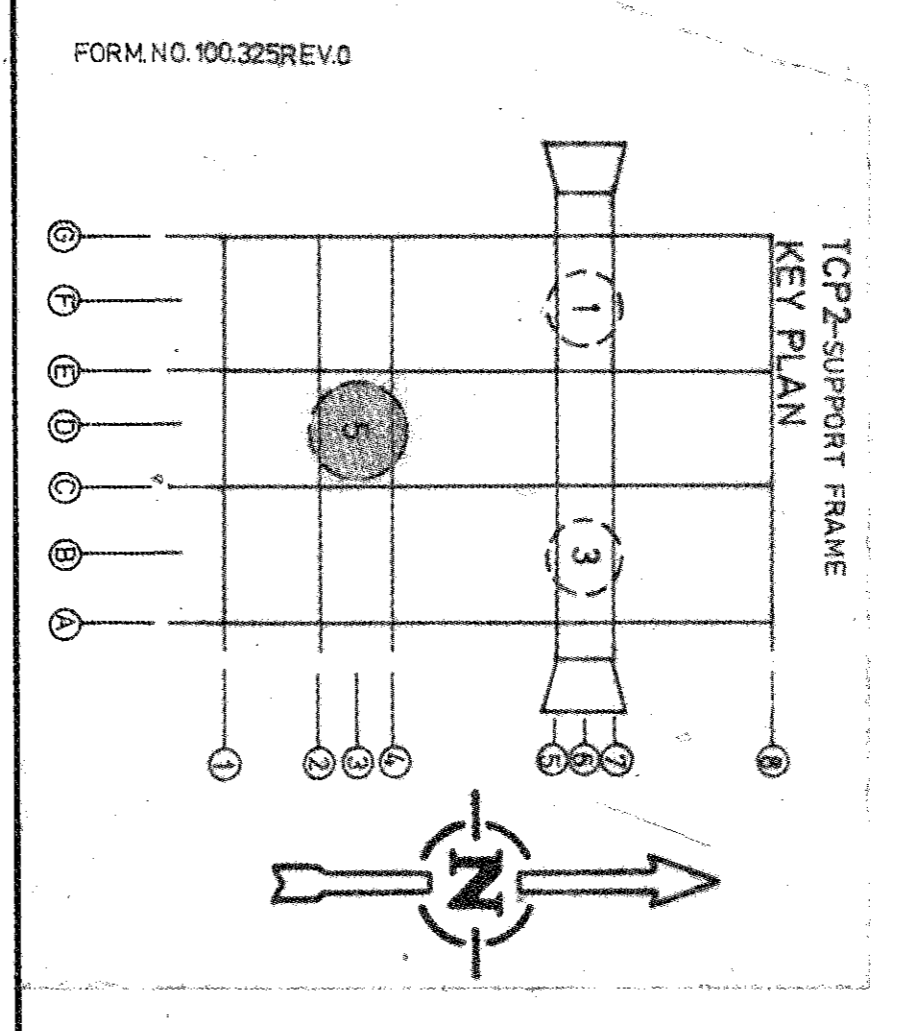 FORM.NO.100.325REV.0
TCP2-SUPPORT FRAME
KEY PLAN
G
F
E
D
C
B
A
1
5
3
1
2
3
4
5
6
7
8
N